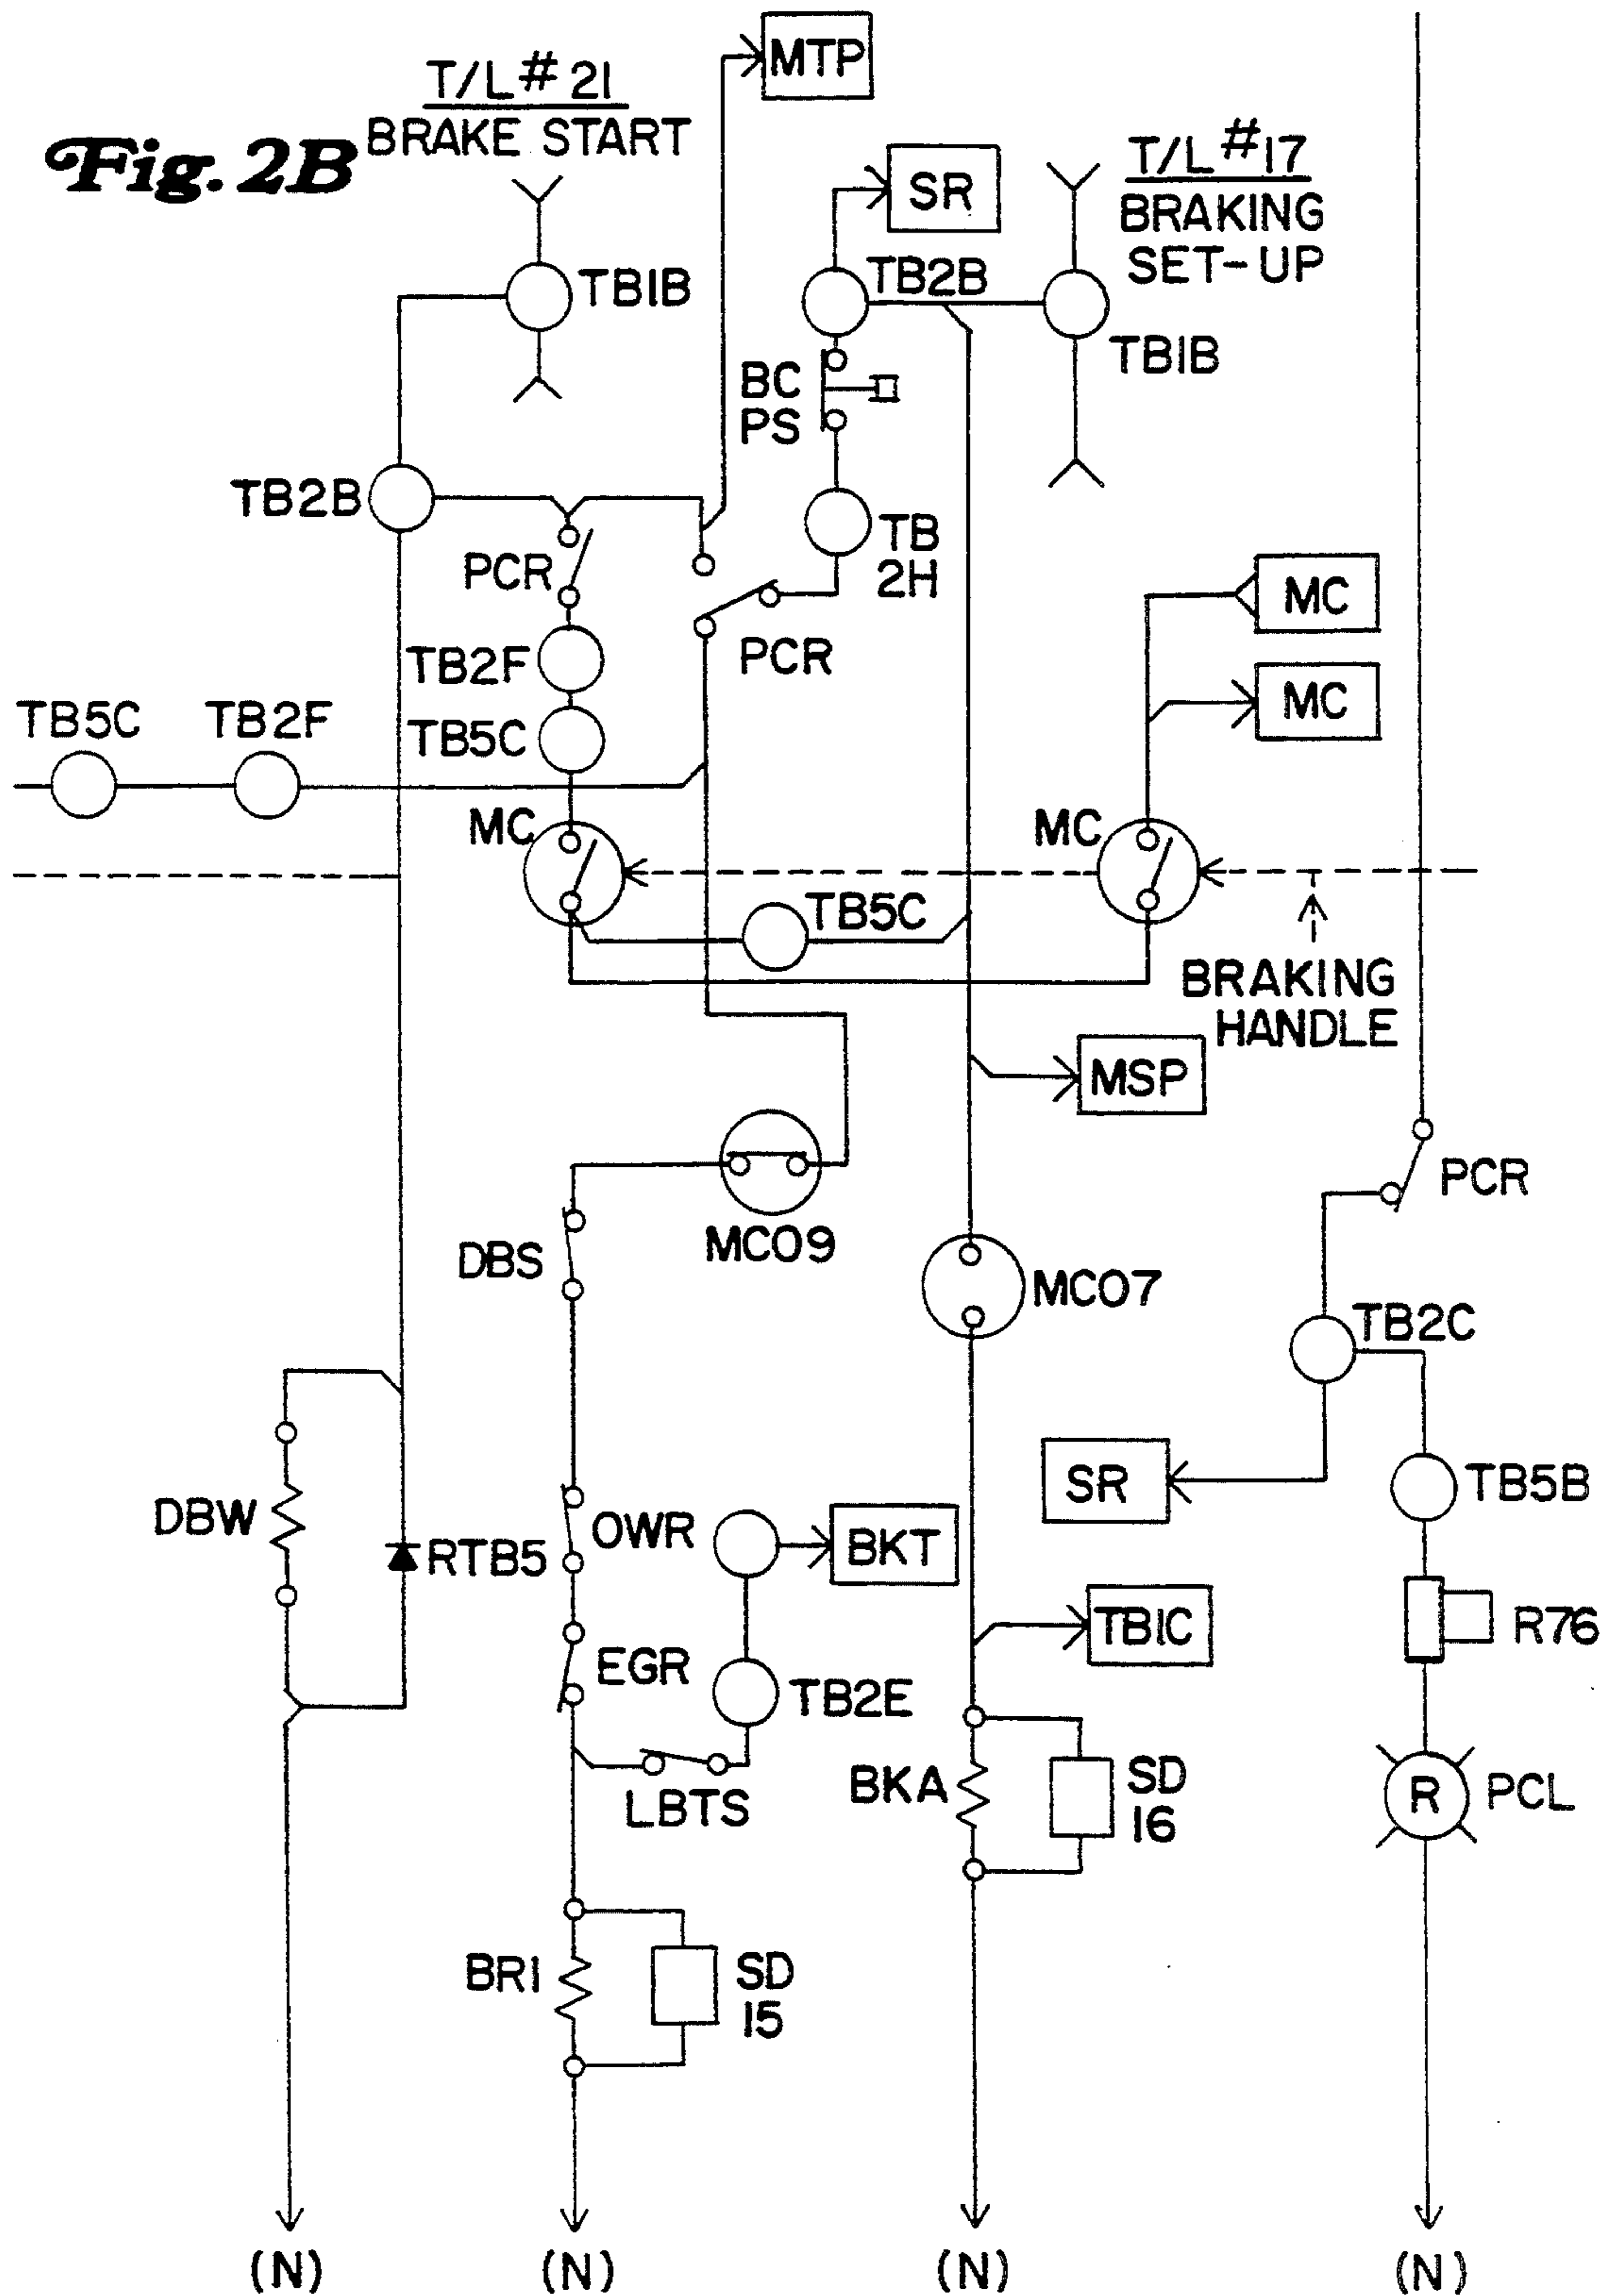 MTP
T/L # 21
BRAKE START
Fig. 2B
T/L #17
BRAKING
SET-UP
SR
TB1B
TB2B
TB1B
BC
PS
TB2B
TB
2H
PCR
PCR
MC
TB2F
MC
TB5C
TB2F
TB5C
MC
MC
TB5C
BRAKING
HANDLE
MSP
PCR
MC09
DBS
MC07
TB2C
SR
TB5B
DBW
OWR
BKT
RTB5
TB1C
R76
EGR
TB2E
LBTS
BKA
SD
16
R
PCL
BR1
SD
15
(N)
(N)
(N)
(N)